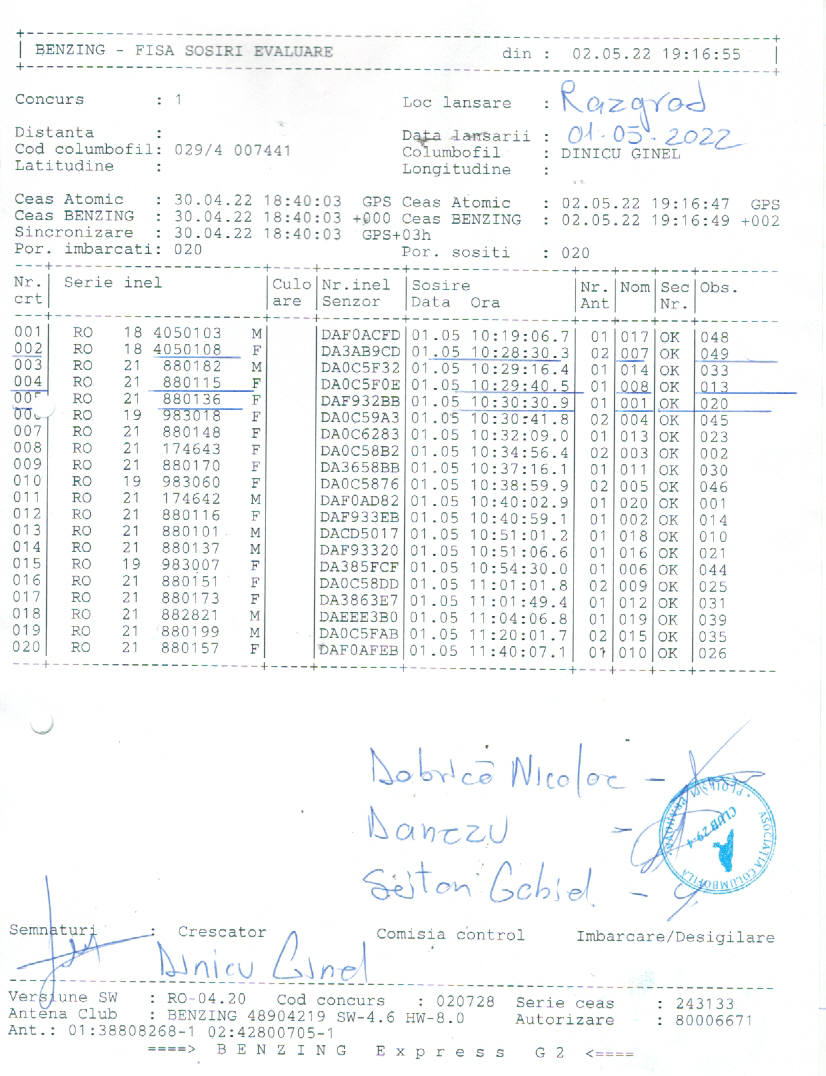 BENZING - FISA SOSIRI EVALUARE din : 02.05.22 19:16:55
Concurs : 1 Loc lansare : Razgrad
Distanta : Data lansarii : 01.05.2022
Cod columbofil: 029/4 007441 Columbofil : DINICU GINEL
Latitudine : Longitudine :
Ceas Atomic : 30.04.22 18:40:03 GPS Ceas Atomic : 02.05.22 19:16:47 GPS
Ceas BENZING : 30.04.22 18:40:03 +000 Ceas BENZING : 02.05.22 19:16:49 +002
Sincronizare : 30.04.22 18:40:03 GPS+03h
Por. imbarcati: 020 Por. sositi : 020
Nr. Serie inel Culo Nr.inel Sosire Nr. Nom Sec Obs.
crt are Senzor Data Ora Ant Nr.
001 RO 18 4050103 M DAF0ACFD 01.05 10:19:06.7 01 017 OK 048
002 RO 18 4050108 F DA3AB9CD 01.05 10:28:30.3 02 007 OK 049
003 RO 21 880182 M DA0C5F32 01.05 10:29:16.4 01 014 OK 033
004 RO 21 880115 F DA0C5F0E 01.05 10:29:40.5 01 008 OK 013
005 RO 21 880136 F DAF932BB 01.05 10:30:30.9 01 001 OK 020
006 RO 19 983018 F DA0C59A3 01.05 10:30:41.8 02 004 OK 045
007 RO 21 880148 F DA0C6283 01.05 10:32:09.0 01 013 OK 023
008 RO 21 174643 F DA0C58B2 01.05 10:34:56.4 02 003 OK 002
009 RO 21 880170 F DA3658BB 01.05 10:37:16.1 01 011 OK 030
010 RO 19 983060 F DA0C5876 01.05 10:38:59.9 02 005 OK 046
011 RO 21 174642 M DAF0AD82 01.05 10:40:02.9 01 020 OK 001
012 RO 21 880116 F DAF933EB 01.05 10:40:59.1 01 002 OK 014
013 RO 21 880101 M DACD5017 01.05 10:51:01.2 01 018 OK 010
014 RO 21 880137 M DAF93320 01.05 10:51:06.6 01 016 OK 021
015 RO 19 983007 F DA385FCF 01.05 10:54:30.0 01 006 OK 044
016 RO 21 880151 F DA0C58DD 01.05 11:01:01.8 02 009 OK 025
017 RO 21 880173 F DA3863E7 01.05 11:01:49.4 01 012 OK 031
018 RO 21 882821 M DAEEE3B0 01.05 11:04:06.8 01 019 OK 039
019 RO 21 880199 M DA0C5FAB 01.05 11:20:01.7 02 015 OK 035
020 RO 21 880157 F DAF0AFEB 01.05 11:40:07.1 01 010 OK 026
Dobrică Nicolae -
-
Gabiel -
ASOCIATIA COLUMBOFILA PRAHOVA • PLOIESTI •
CLUB 29-4
Semnaturi : Crescator Comisia control Imbarcare/Desigilare
Dinicu Ginel
Versiune SW : RO-04.20 Cod concurs : 020728 Serie ceas : 243133
Antena Club : BENZING 48904219 SW-4.6 HW-8.0 Autorizare : 80006671
Ant.: 01:38808268-1 02:42800705-1
====> B E N Z I N G E x p r e s s G 2 <====